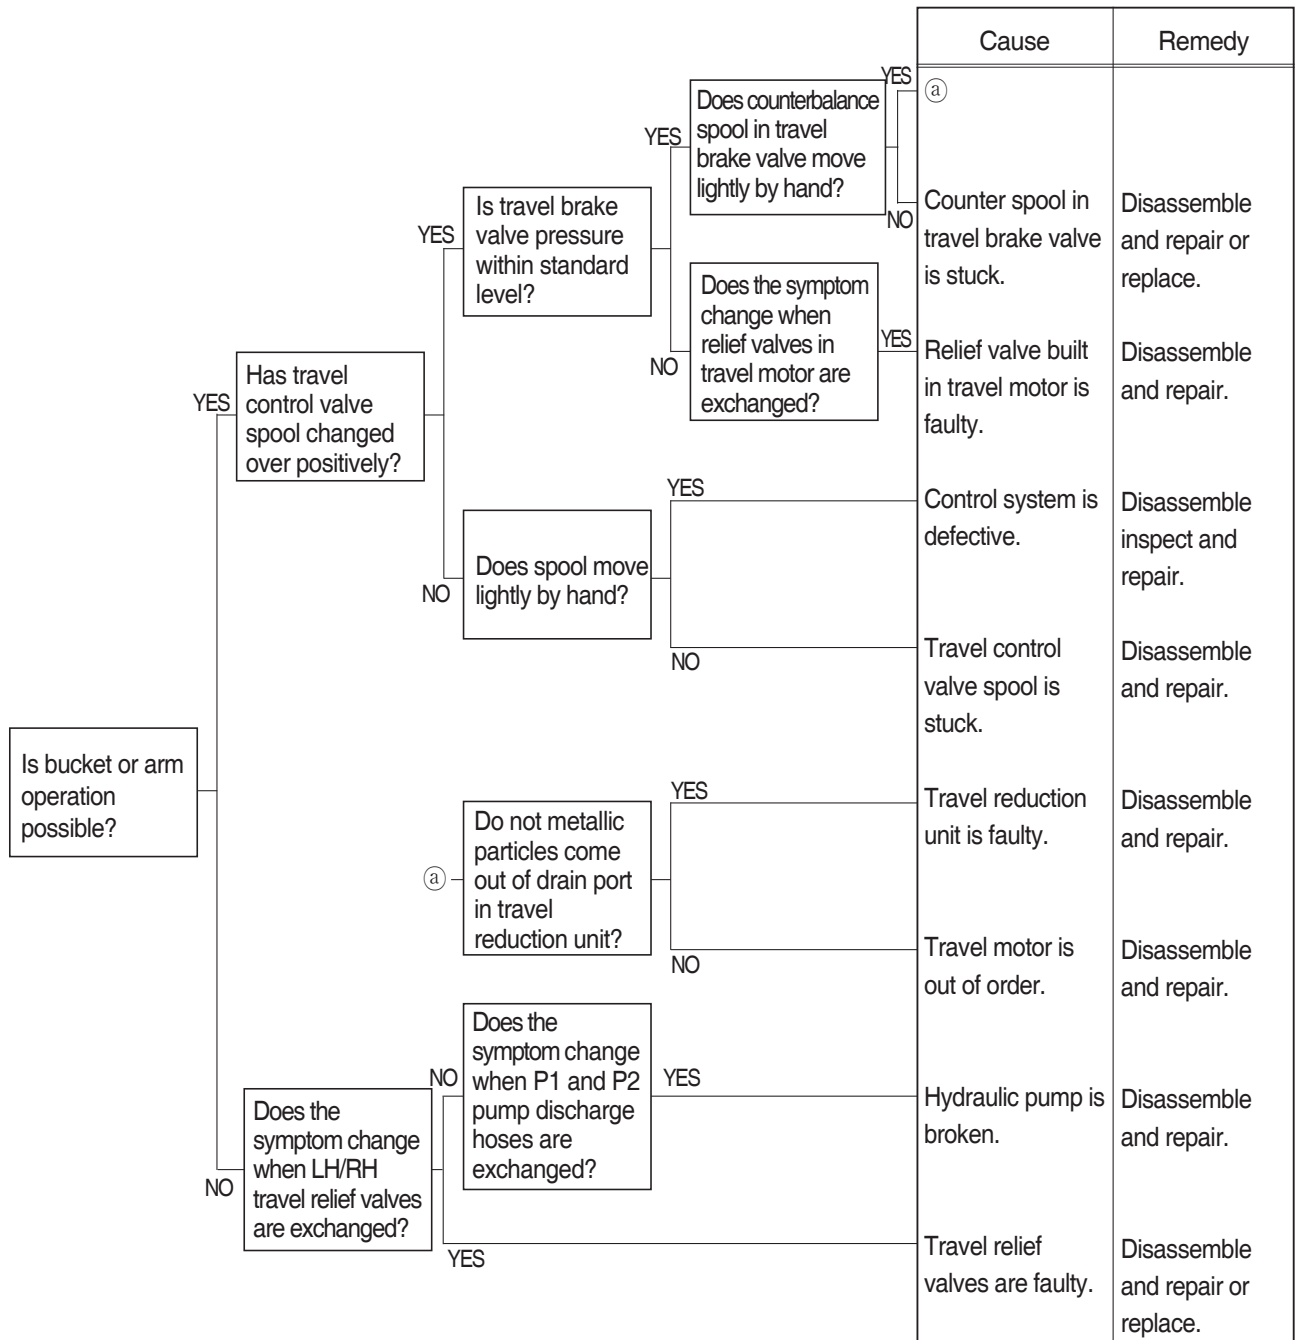 Cause
Remedy
YES
Does counterbalance
spool in travel
brake valve move
lightly by hand?
YES
ⓐ
NO
Counter spool in
travel brake valve
is stuck.
Disassemble
and repair or
replace.
YES
Is travel brake
valve pressure
within standard
level?
NO
Does the symptom
change when
relief valves in
travel motor are
exchanged?
YES
Relief valve built
in travel motor is
faulty.
Disassemble
and repair.
YES
Has travel
control valve
spool changed
over positively?
NO
Does spool move
lightly by hand?
YES
Control system is
defective.
Disassemble
inspect and
repair.
NO
Travel control
valve spool is
stuck.
Disassemble
and repair.
Is bucket or arm
operation
possible?
ⓐ
Do not metallic
particles come
out of drain port
in travel
reduction unit?
YES
Travel reduction
unit is faulty.
Disassemble
and repair.
NO
Travel motor is
out of order.
Disassemble
and repair.
NO
Does the
symptom change
when LH/RH
travel relief valves
are exchanged?
NO
Does the
symptom change
when P1 and P2
pump discharge
hoses are
exchanged?
YES
Hydraulic pump is
broken.
Disassemble
and repair.
YES
Travel relief
valves are faulty.
Disassemble
and repair or
replace.